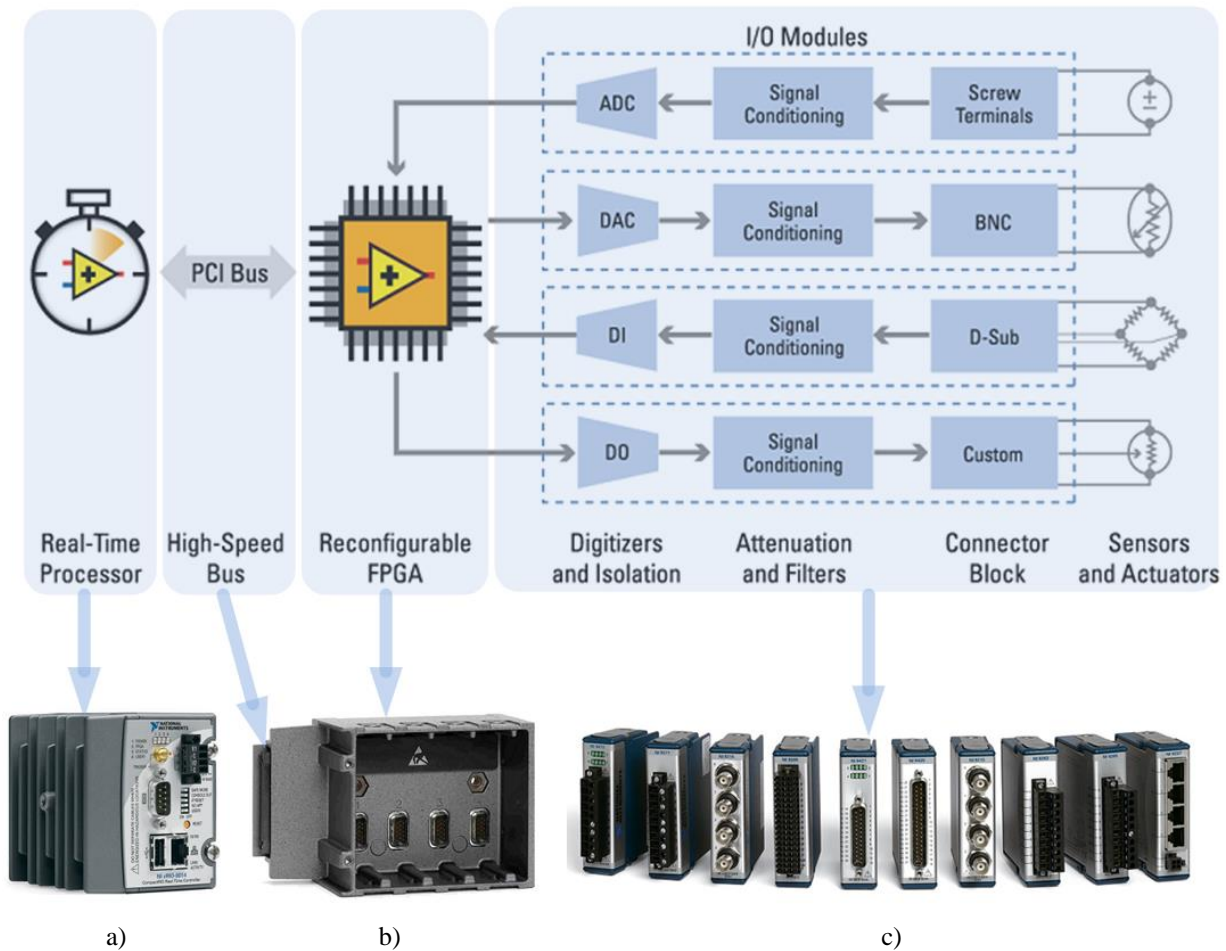 I/O Modules
ADC
Signal
Conditioning
Screw
Terminals
DAC
Signal
Conditioning
BNC
PCI Bus
DI
Signal
Conditioning
D-Sub
DO
Signal
Conditioning
Custom
Real-Time
Processor
High-Speed
Bus
Reconfigurable
FPGA
Digitizers
and Isolation
Attenuation
and Filters
Connector
Block
Sensors
and Actuators
NATIONAL
INSTRUMENTS
a)
b)
c)